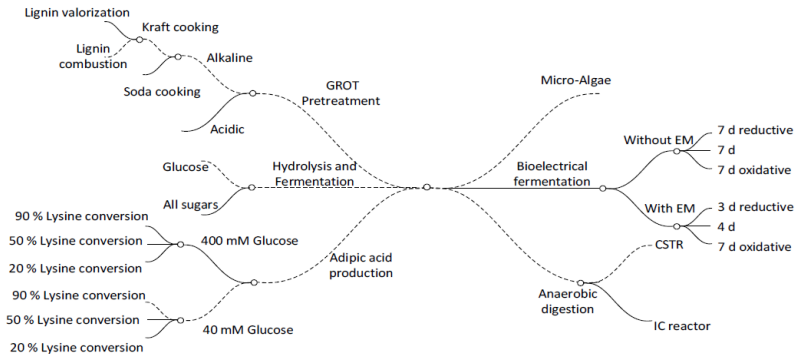 Lignin valorization
Kraft cooking
Lignin
combustion
Alkaline
Soda cooking
GROT
Pretreatment
Acidic
Glucose
Hydrolysis and
Fermentation
All sugars
90 % Lysine conversion
50 % Lysine conversion
400 mM Glucose
20 % Lysine conversion
Adipic acid
production
90 % Lysine conversion
50 % Lysine conversion
40 mM Glucose
20 % Lysine conversion
Micro-Algae
Bioelectrical
fermentation
Without EM
7 d reductive
7 d
7 d oxidative
With EM
3 d reductive
4 d
7 d oxidative
CSTR
Anaerobic
digestion
IC reactor